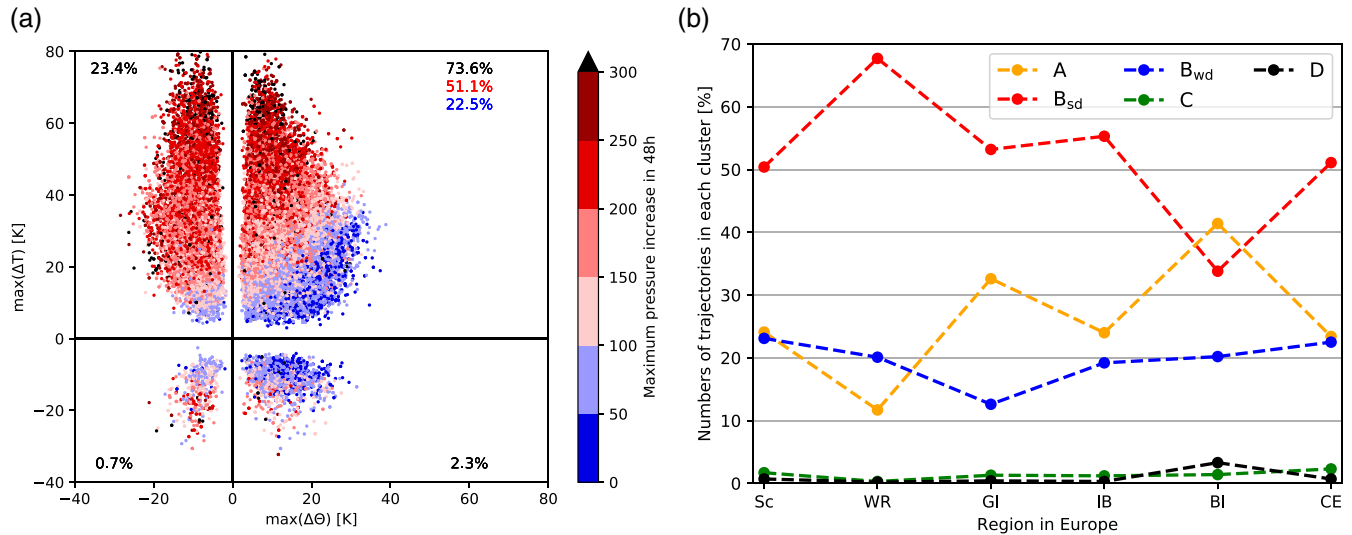 (a)
80
60
40
20
0
−20
−40
max(ΔT) [K]
23.4%
73.6%
51.1%
22.5%
0.7%
2.3%
−40
−20
0
20
40
60
80
max(ΔΘ) [K]
300
250
200
150
100
50
0
Maximum pressure increase in 48h
(b)
70
60
50
40
30
20
10
0
Numbers of trajectories in each cluster [%]
A
B_sd
B_wd
C
D
Sc
WR
GI
IB
BI
CE
Region in Europe